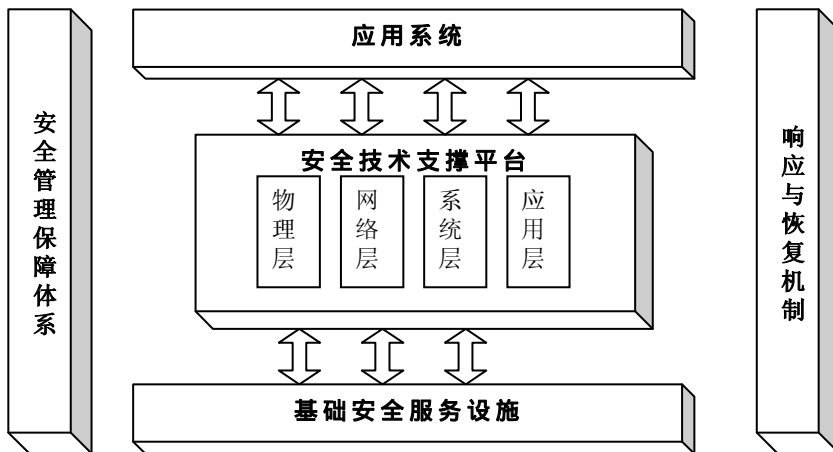 应用系统
安全管理保障体系
安全技术支撑平台
物理层
网络层
系统层
应用层
响应与恢复机制
基础安全服务设施